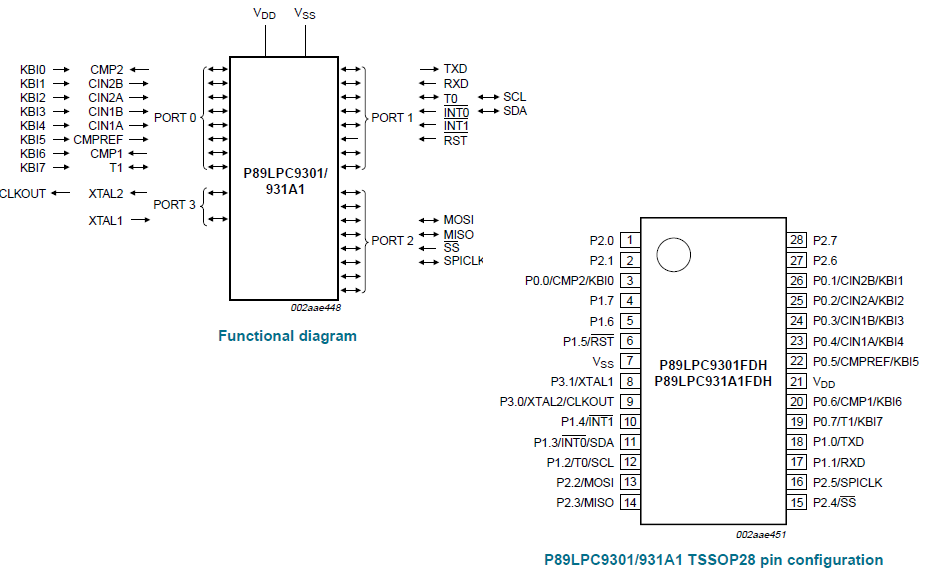 VDD VSS
KBI0 CMP2 TXD
KBI1 CIN2B RXD
KBI2 CIN2A T0 SCL
KBI3 CIN1B INT0 SDA
PORT 0 PORT 1
KBI4 CIN1A INT1
KBI5 CMPREF RST
KBI6 CMP1
KBI7 T1
P89LPC9301/
931A1
CLKOUT XTAL2
PORT 3
XTAL1
MOSI
PORT 2 MISO
SS
SPICLK
002aae448
Functional diagram
P2.0 1 28 P2.7
P2.1 2 27 P2.6
P0.0/CMP2/KBI0 3 26 P0.1/CIN2B/KBI1
P1.7 4 25 P0.2/CIN2A/KBI2
P1.6 5 24 P0.3/CIN1B/KBI3
P1.5/RST 6 23 P0.4/CIN1A/KBI4
VSS 7 22 P0.5/CMPREF/KBI5
P89LPC9301FDH
P89LPC931A1FDH
P3.1/XTAL1 8 21 VDD
P3.0/XTAL2/CLKOUT 9 20 P0.6/CMP1/KBI6
P1.4/INT1 10 19 P0.7/T1/KBI7
P1.3/INT0/SDA 11 18 P1.0/TXD
P1.2/T0/SCL 12 17 P1.1/RXD
P2.2/MOSI 13 16 P2.5/SPICLK
P2.3/MISO 14 15 P2.4/SS
002aae451
P89LPC9301/931A1 TSSOP28 pin configuration